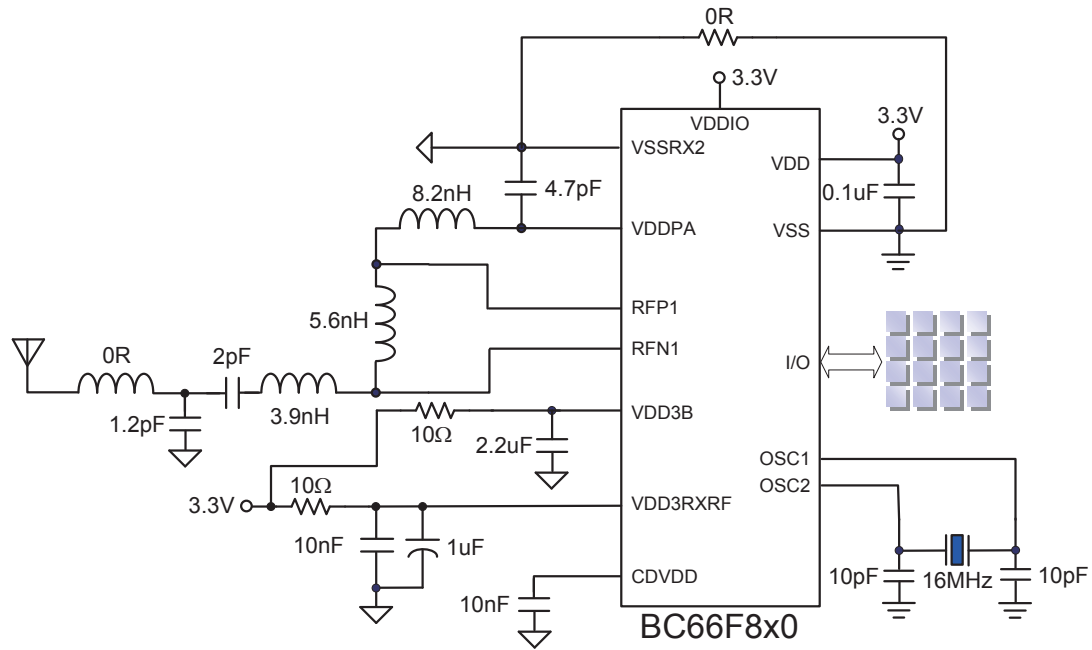 0R
3.3V
VDDIO
3.3V
VSSRX2
VDD
4.7pF
8.2nH
0.1uF
VDDPA
VSS
RFP1
5.6nH
RFN1
0R
2pF
I/O
3.9nH
VDD3B
1.2pF
10Ω
2.2uF
OSC1
OSC2
10Ω
3.3V
VDD3RXRF
10nF
1uF
CDVDD
10pF
16MHz
10pF
10nF
BC66F8x0